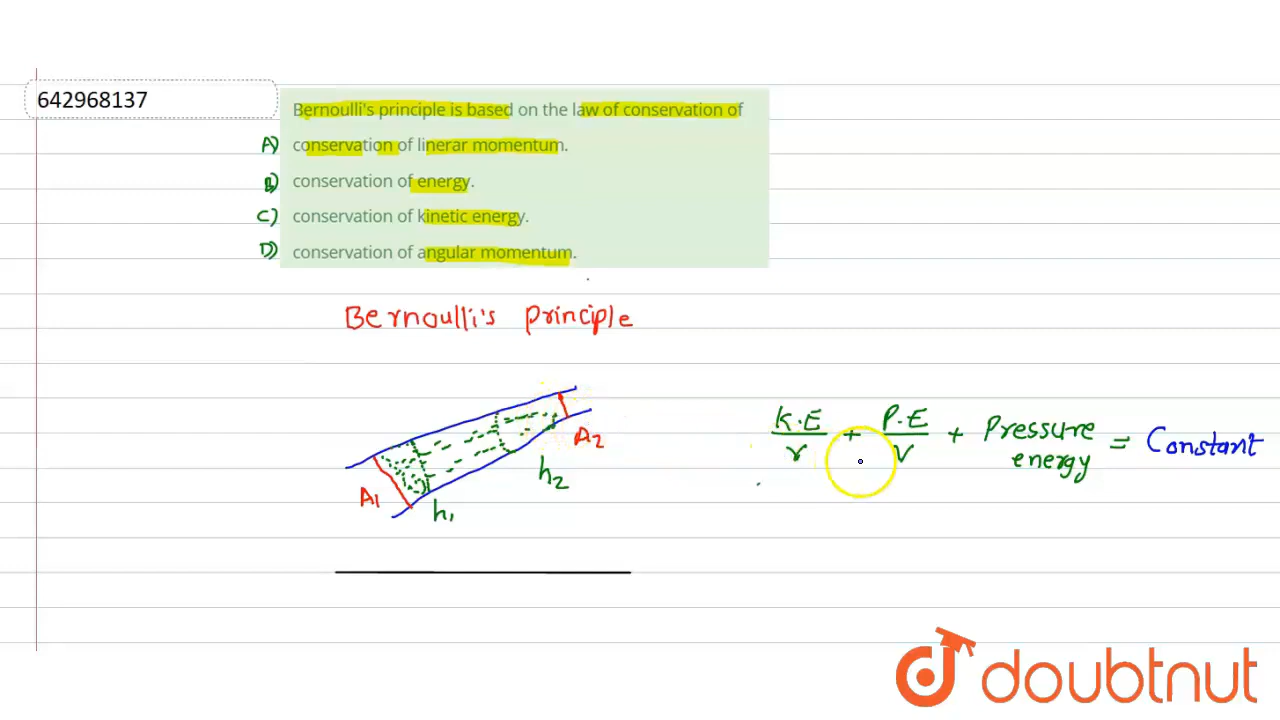 642968137
Bernoulli's principle is based on the law of conservation of
A) conservation of linerar momentum.
B) conservation of energy.
C) conservation of kinetic energy.
D) conservation of angular momentum.
Bernoulli's principle
A1 h1 h2 A2
K.E/v + P.E/v + Pressure energy = Constant
doubtnut